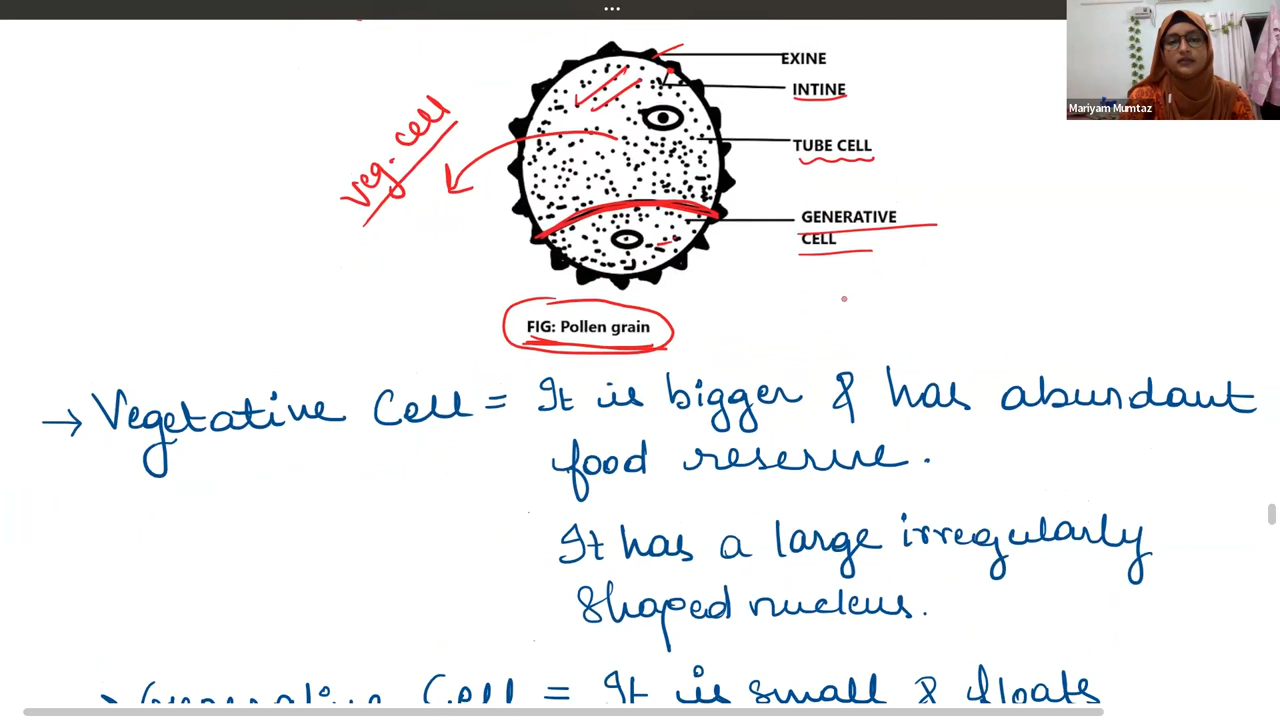 ...
EXINE
INTINE
Mariyam Mumtaz
veg. cell
TUBE CELL
GENERATIVE
CELL
FIG: Pollen grain
→ Vegetative Cell = It is bigger & has abundant
food reserve.
It has a large irregularly
shaped nucleus.
Generative Cell = It is small & floats